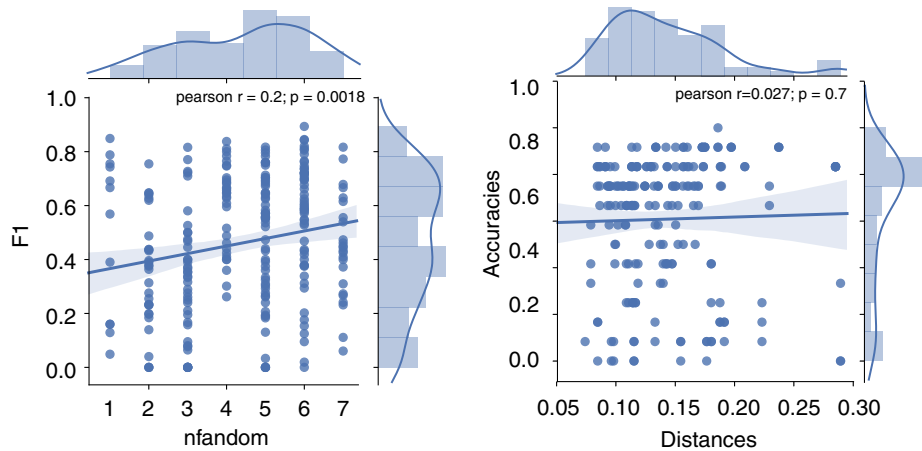 pearson r = 0.2; p = 0.0018
1.0
0.8
0.6
0.4
0.2
0.0
F1
1 2 3 4 5 6 7
nfandom
pearson r=0.027; p = 0.7
1.0
0.8
0.6
0.4
0.2
0.0
Accuracies
0.05 0.10 0.15 0.20 0.25 0.30
Distances